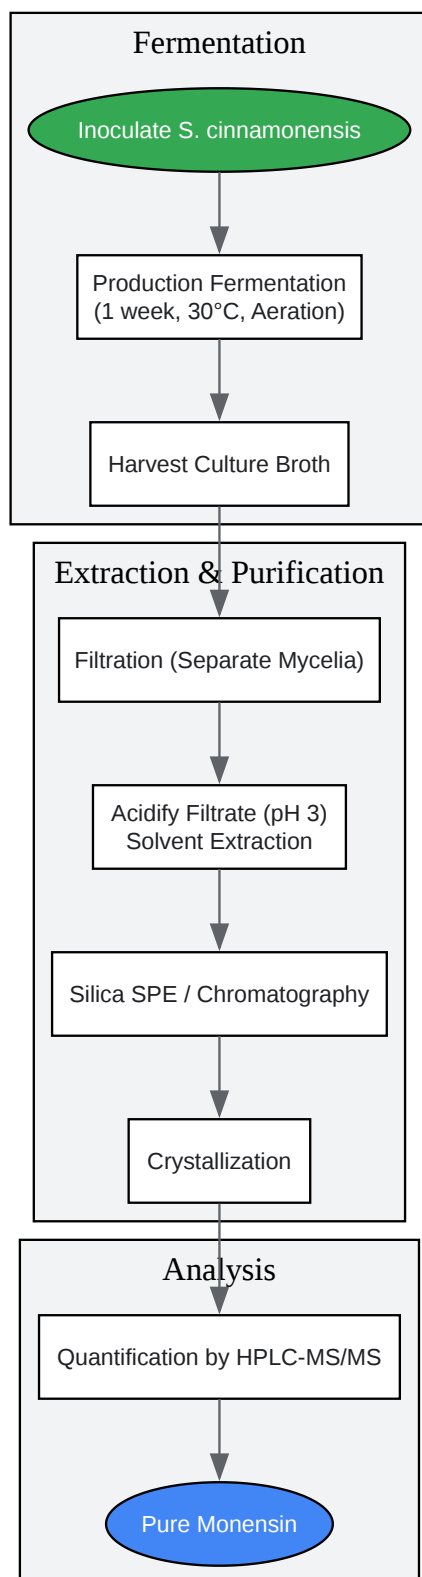 Fermentation
Inoculate S. cinnamonensis
Production Fermentation
(1 week, 30°C, Aeration)
Harvest Culture Broth
Extraction & Purification
Filtration (Separate Mycelia)
Acidify Filtrate (pH 3)
Solvent Extraction
Silica SPE / Chromatography
Crystallization
Analysis
Quantification by HPLC-MS/MS
Pure Monensin